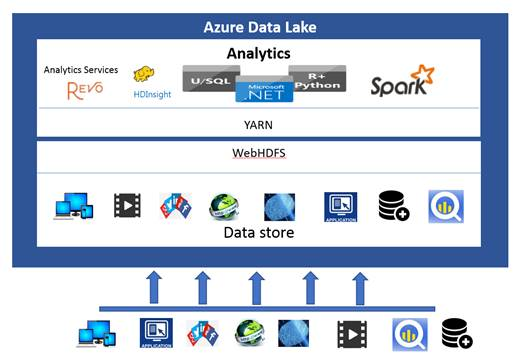 Azure Data Lake
Analytics
Analytics Services
REVO
HDInsight
U/SQL
Microsoft
.NET
R+
Python
Spark
YARN
WebHDFS
APPLICATION
Data store
APPLICATION